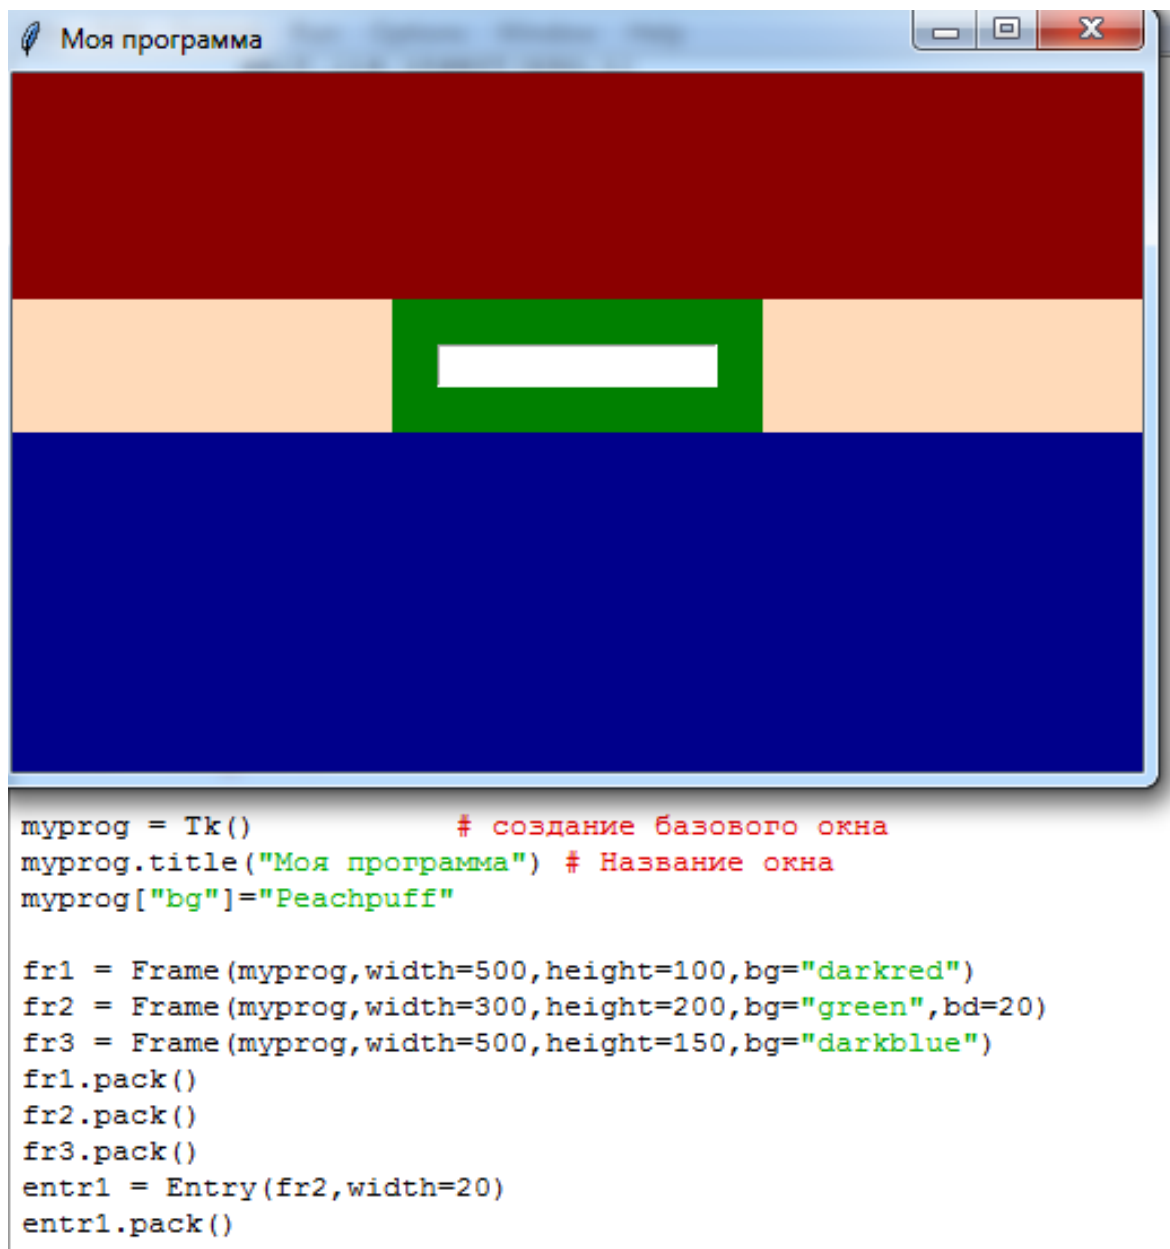 Моя программа
myprog = Tk() # создание базового окна
myprog.title("Моя программа") # Название окна
myprog["bg"]="Peachpuff"
fr1 = Frame(myprog,width=500,height=100,bg="darkred")
fr2 = Frame(myprog,width=300,height=200,bg="green",bd=20)
fr3 = Frame(myprog,width=500,height=150,bg="darkblue")
fr1.pack()
fr2.pack()
fr3.pack()
entr1 = Entry(fr2,width=20)
entr1.pack()